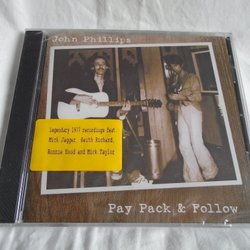 John Phillips
Legendary 1977 recordings feat
Mick Jagger, Keith Richard,
Ronnie Wood and Mick Taylor
Pay Pack & Follow